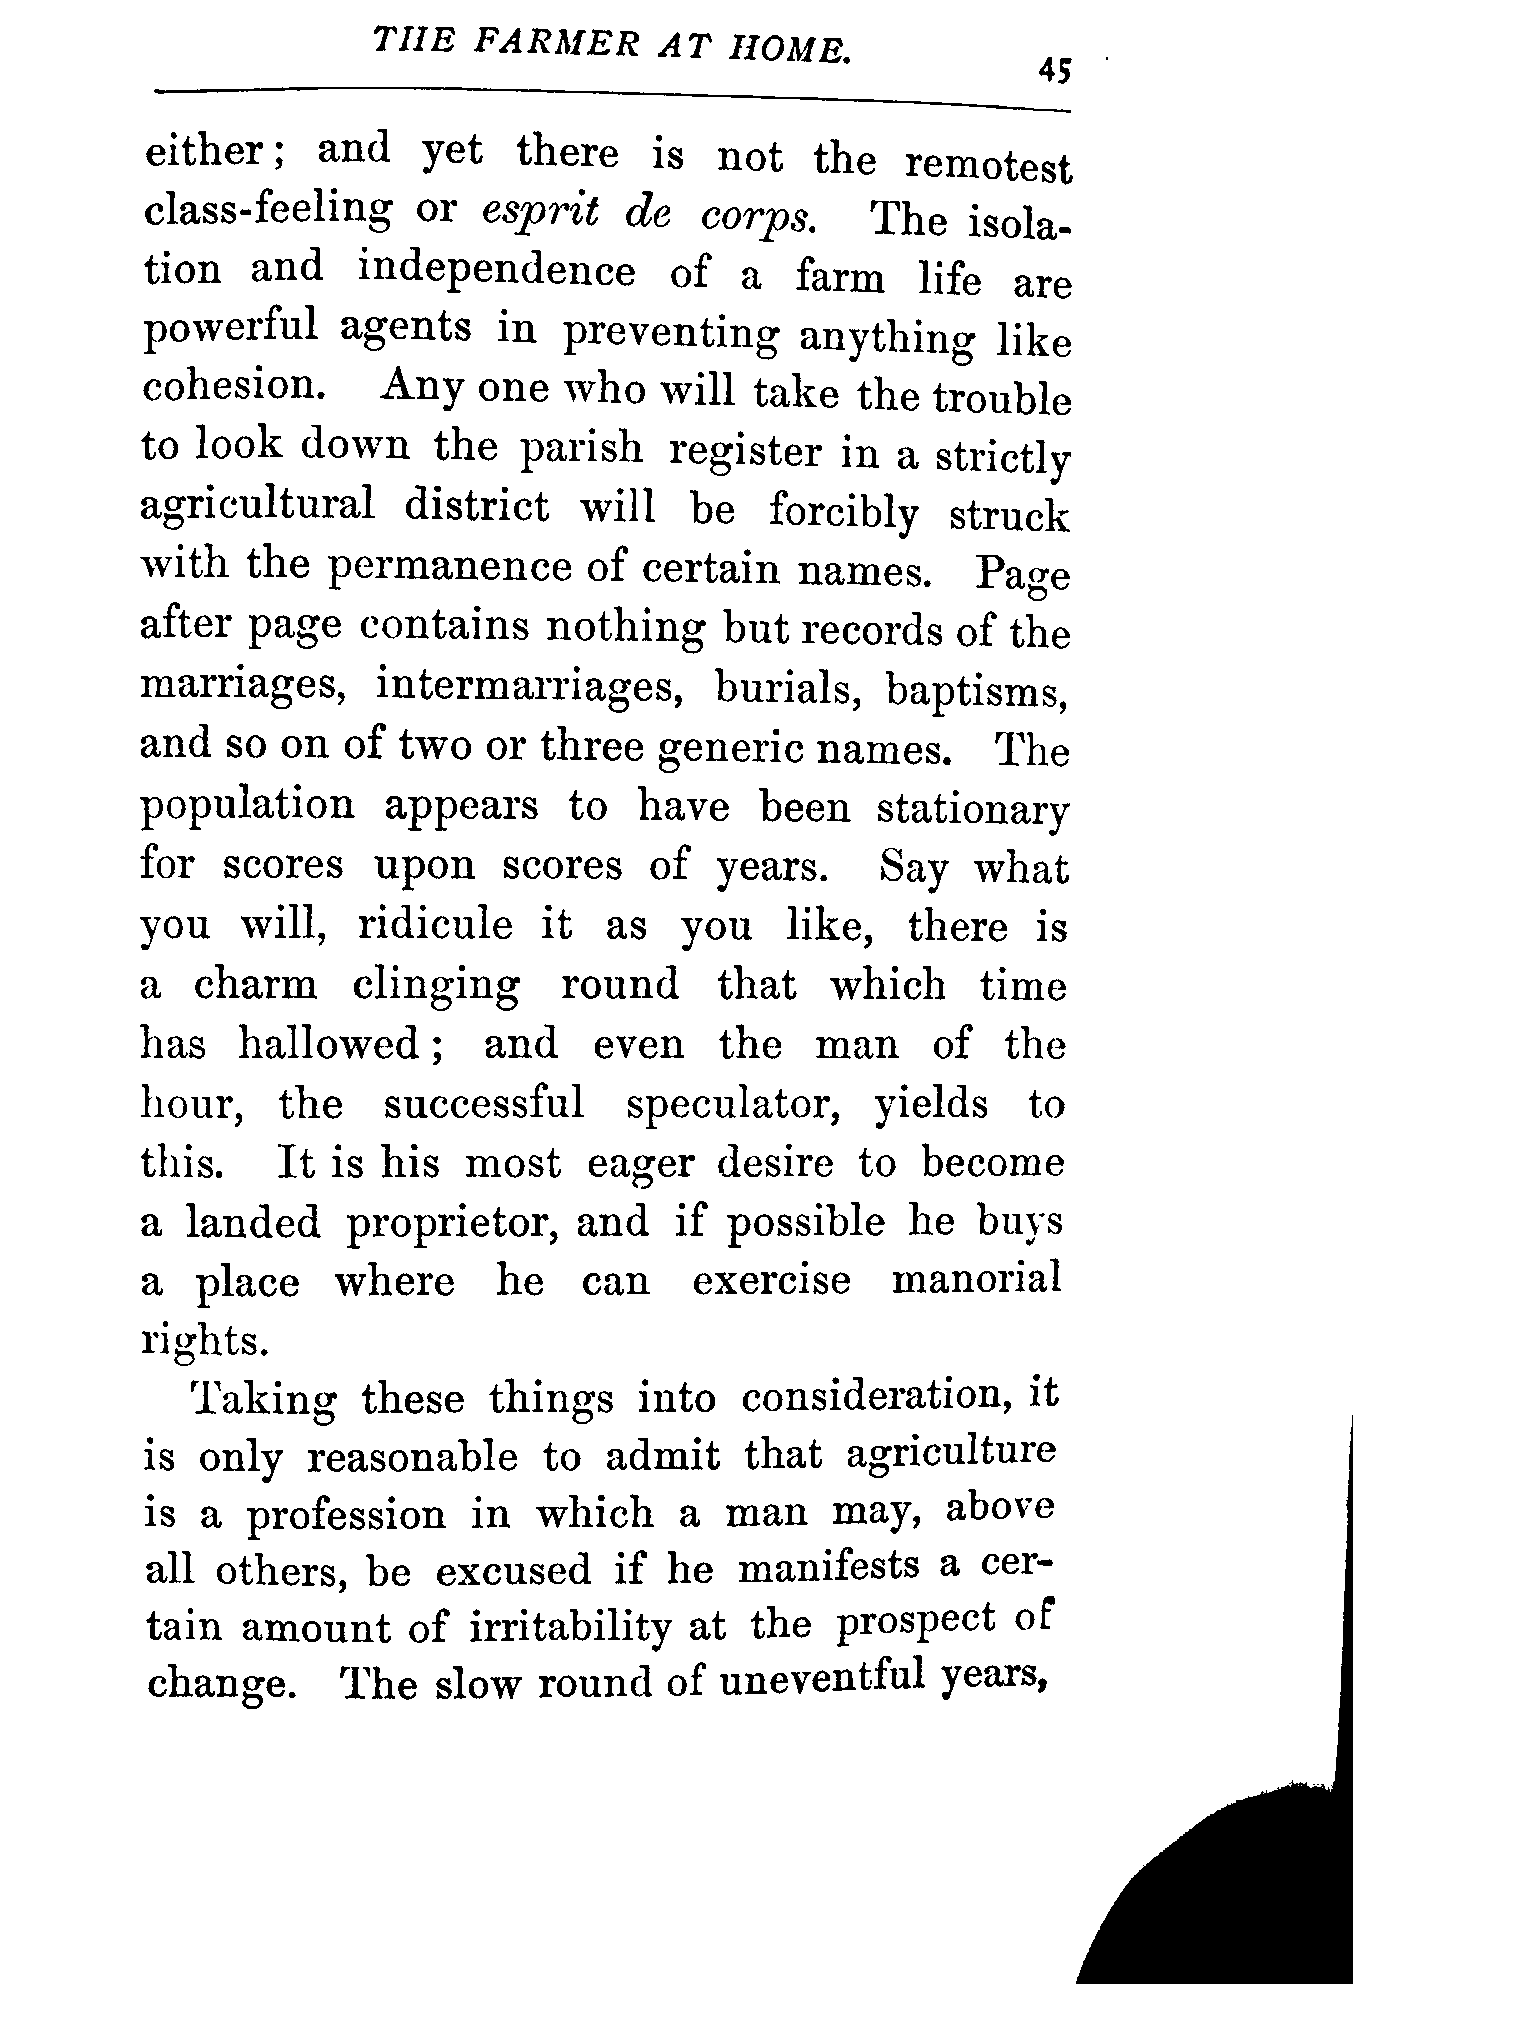 THE FARMER AT HOME.
45
either; and yet there is not the remotest
class-feeling or esprit de corps. The isola-
tion and independence of a farm life are
powerful agents in preventing anything like
cohesion. Any one who will take the trouble
to look down the parish register in a strictly
agricultural district will be forcibly struck
with the permanence of certain names. Page
after page contains nothing but records of the
marriages, intermarriages, burials, baptisms,
and so on of two or three generic names. The
population appears to have been stationary
for scores upon scores of years. Say what
you will, ridicule it as you like, there is
a charm clinging round that which time
has hallowed; and even the man of the
hour, the successful speculator, yields to
this. It is his most eager desire to become
a landed proprietor, and if possible he buys
a place where he can exercise manorial
rights.
Taking these things into consideration, it
is only reasonable to admit that agriculture
is a profession in which a man may, above
all others, be excused if he manifests a cer-
tain amount of irritability at the prospect of
change. The slow round of uneventful years,